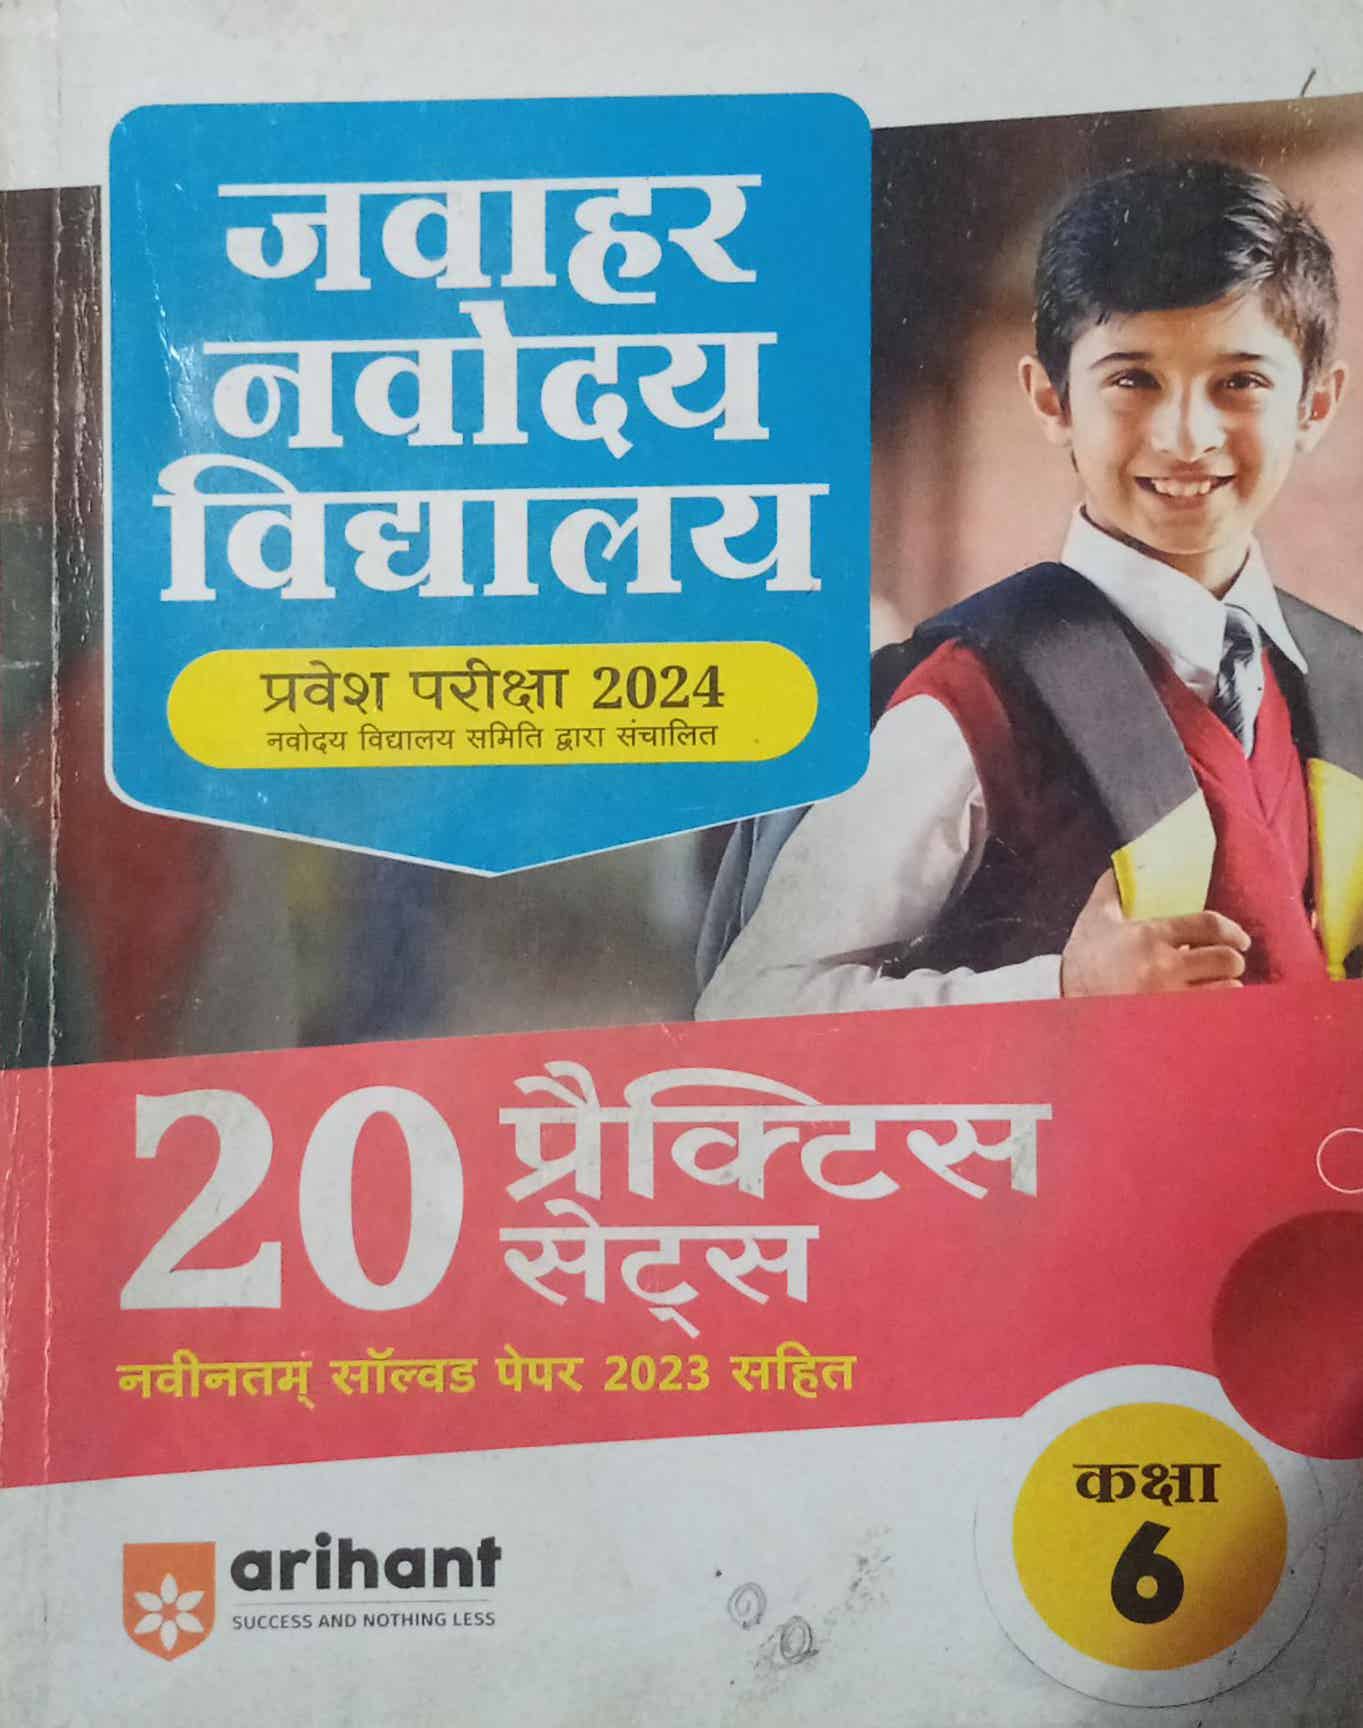 जवाहर
नवोदय
विद्यालय
प्रवेश परीक्षा 2024
नवोदय विद्यालय समिति द्वारा संचालित
20 प्रैक्टिस
सेट्स
नवीनतम् सॉल्वड पेपर 2023 सहित
कक्षा
6
arihant
SUCCESS AND NOTHING LESS